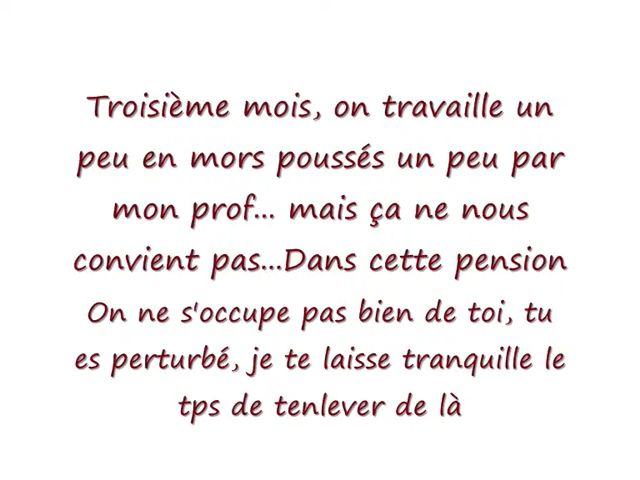 Troisième mois, on travaille un
peu en mors poussés un peu par
mon prof... mais ça ne nous
convient pas...Dans cette pension
On ne s'occupe pas bien de toi, tu
es perturbé, je te laisse tranquille le
tps de tenlever de là